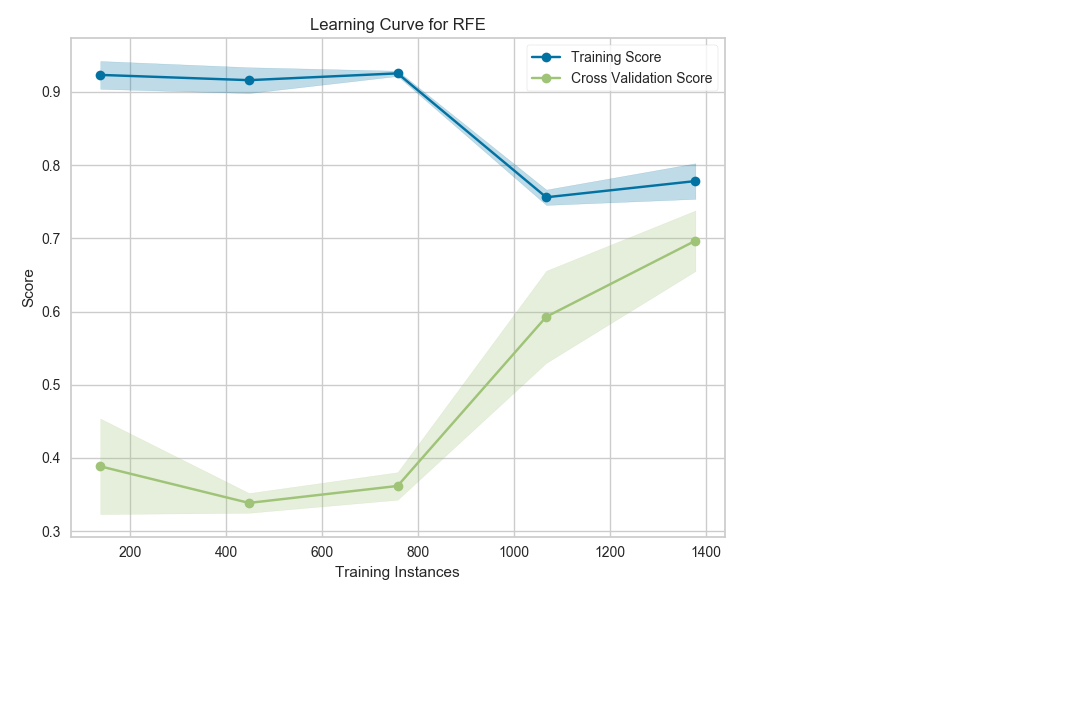 Learning Curve for RFE
Training Score
Cross Validation Score
0.9
0.8
0.7
0.6
0.5
0.4
0.3
Score
200 400 600 800 1000 1200 1400
Training Instances